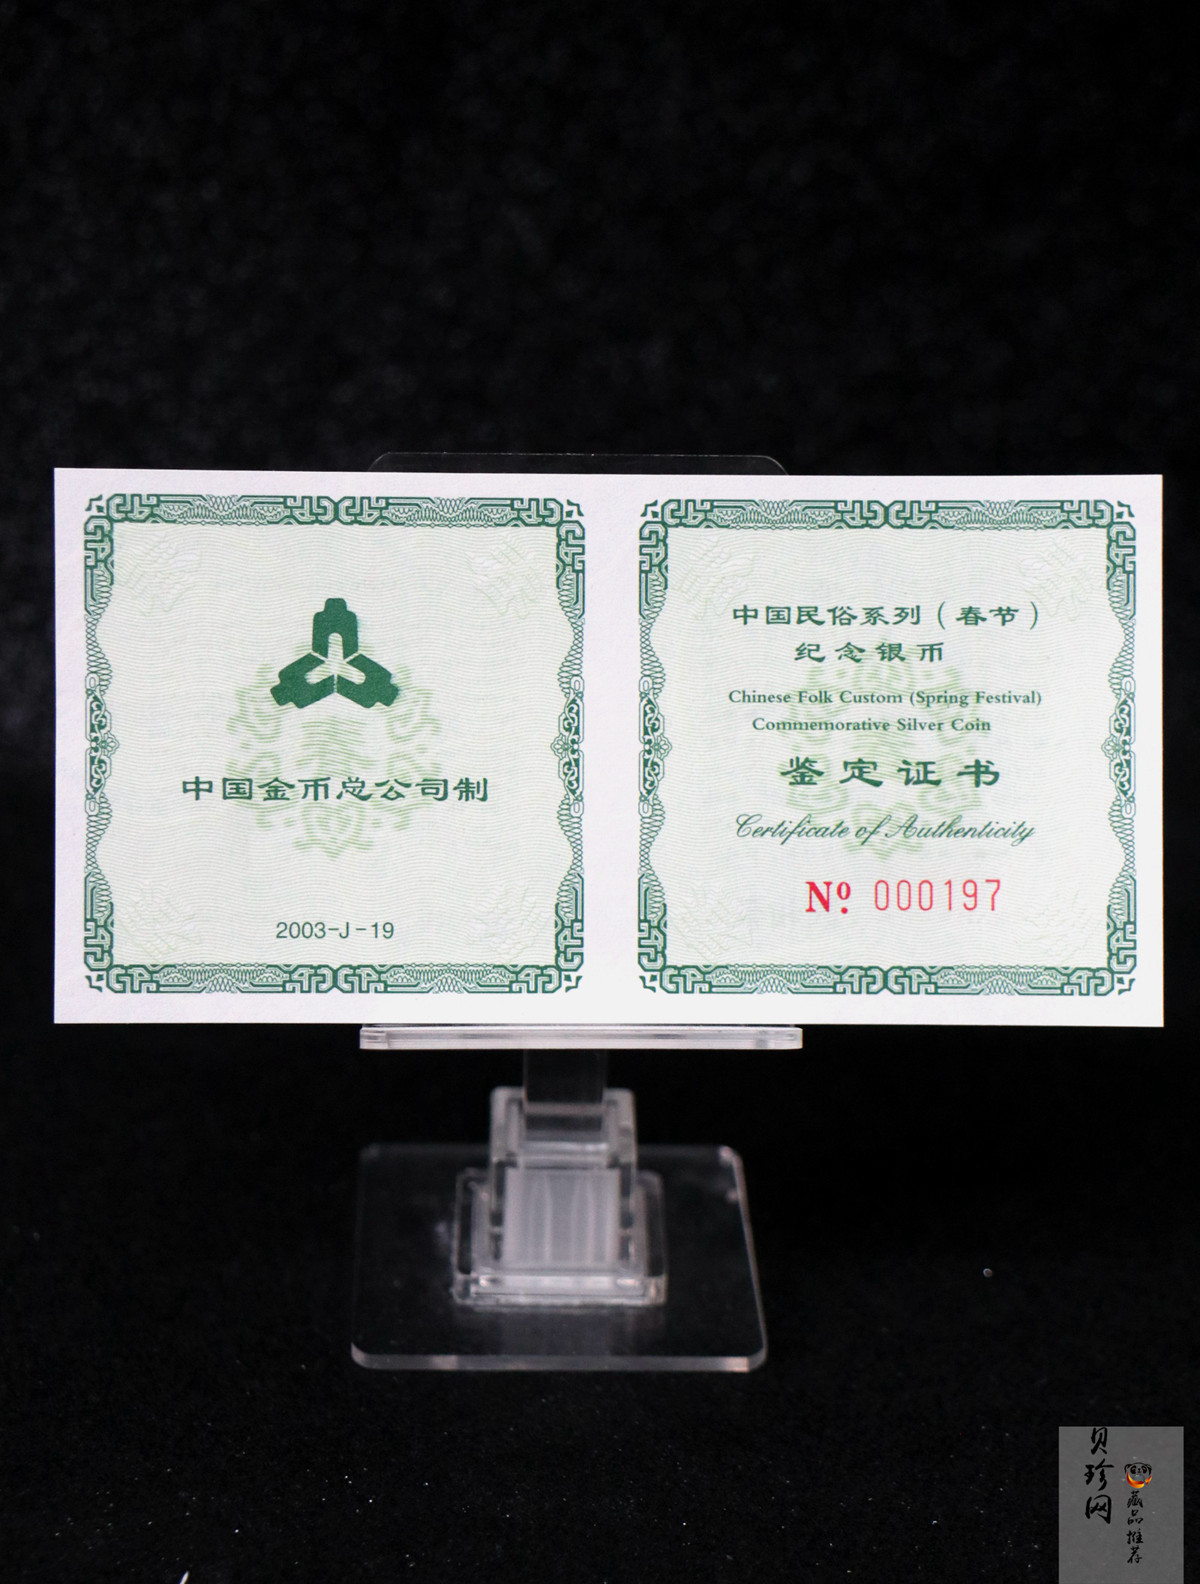 中国金币总公司制
2003-J-19
中国民俗系列（春节）
纪念银币
Chinese Folk Custom (Spring Festival)
Commemorative Silver Coin
鉴定证书
Certificate of Authenticity
Nº 000197
贝珍网
藏品推荐